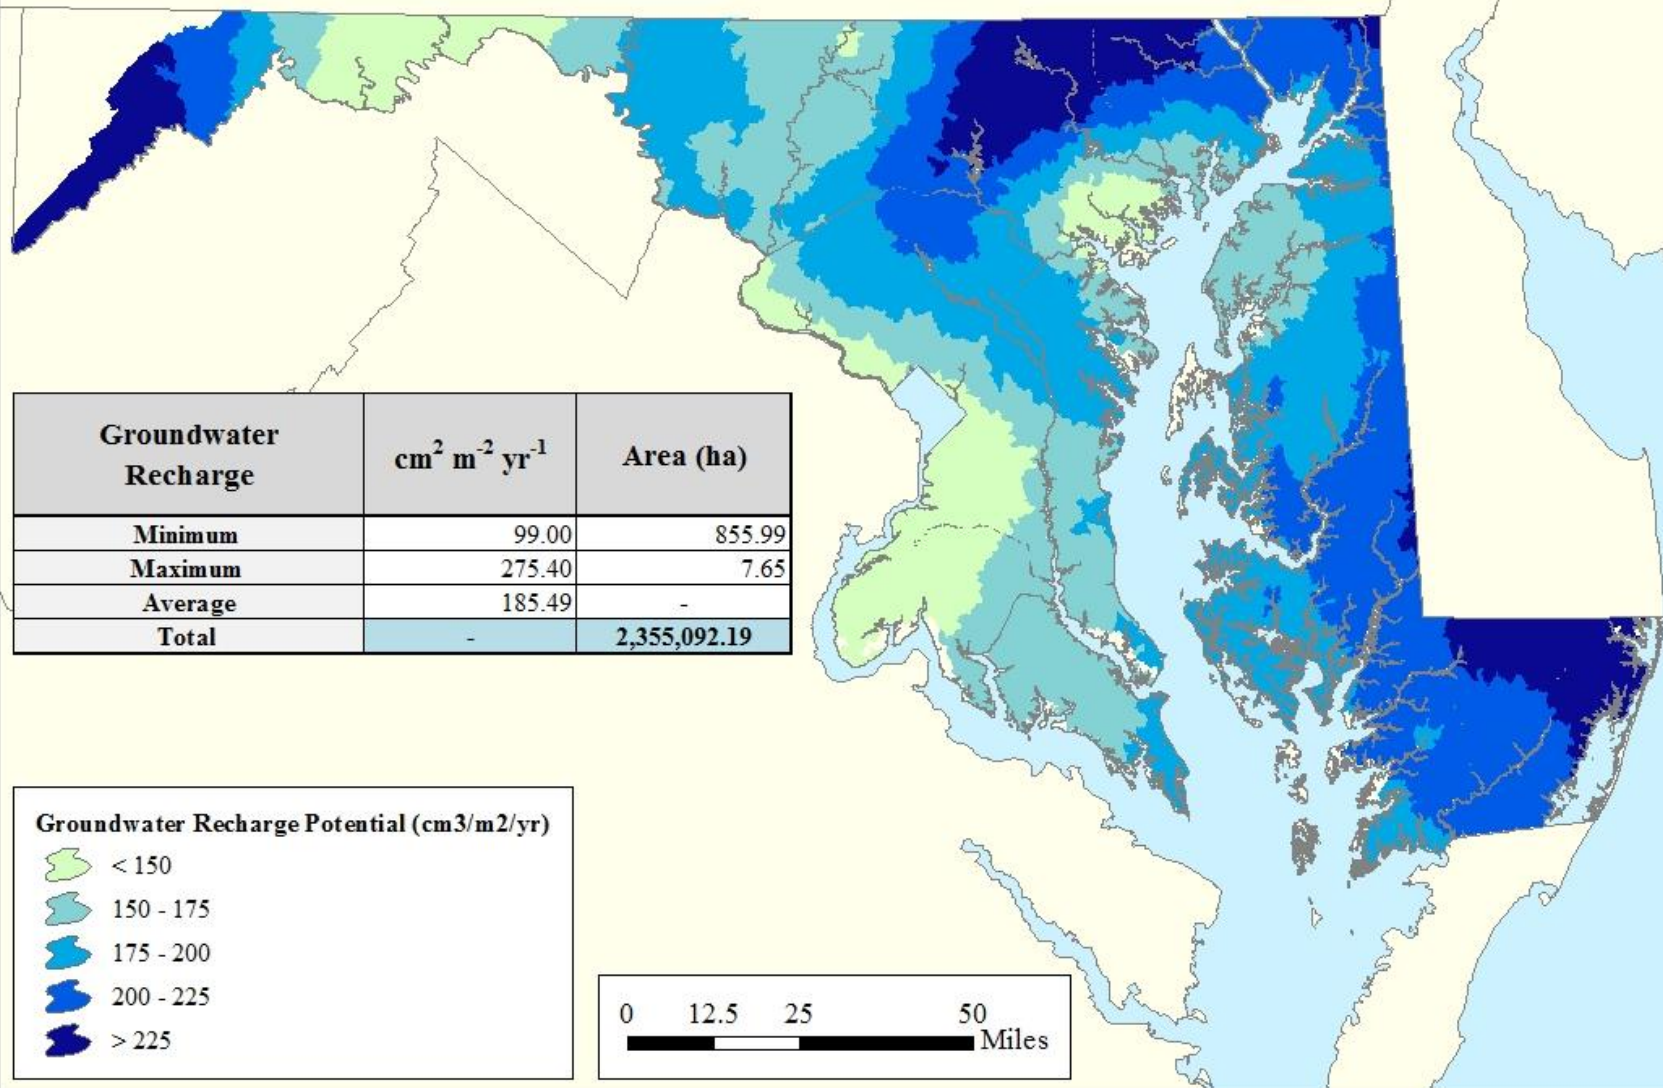 Groundwater
Recharge
cm² m⁻² yr⁻¹
Area (ha)
Minimum 99.00 855.99
Maximum 275.40 7.65
Average 185.49 -
Total - 2,355,092.19
Groundwater Recharge Potential (cm3/m2/yr)
< 150
150 - 175
175 - 200
200 - 225
> 225
0 12.5 25 50
Miles